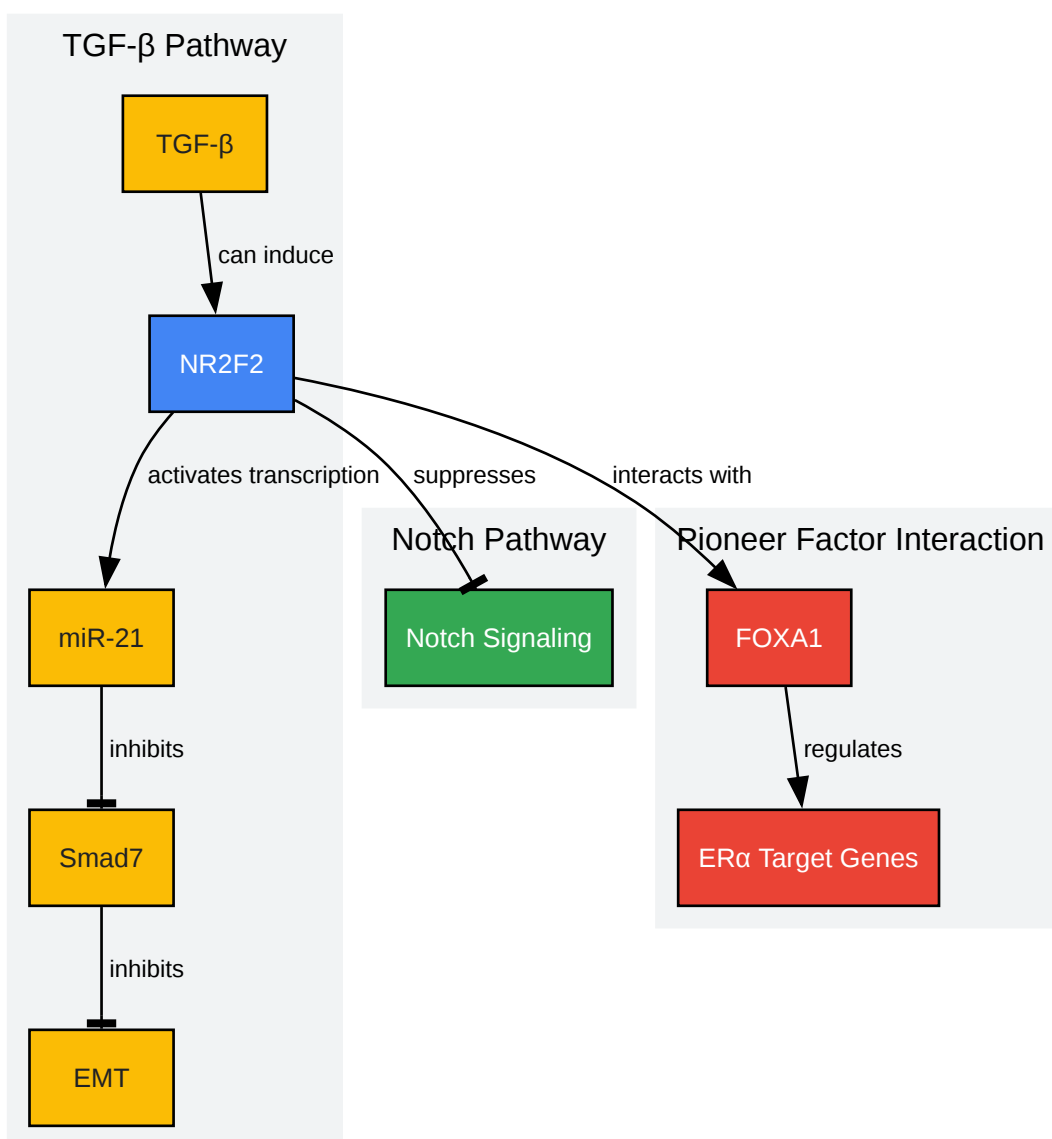 TGF-β Pathway
TGF-β
can induce
NR2F2
activates transcription
suppresses
interacts with
Notch Pathway
Pioneer Factor Interaction
miR-21
Notch Signaling
FOXA1
inhibits
regulates
Smad7
ERα Target Genes
inhibits
EMT